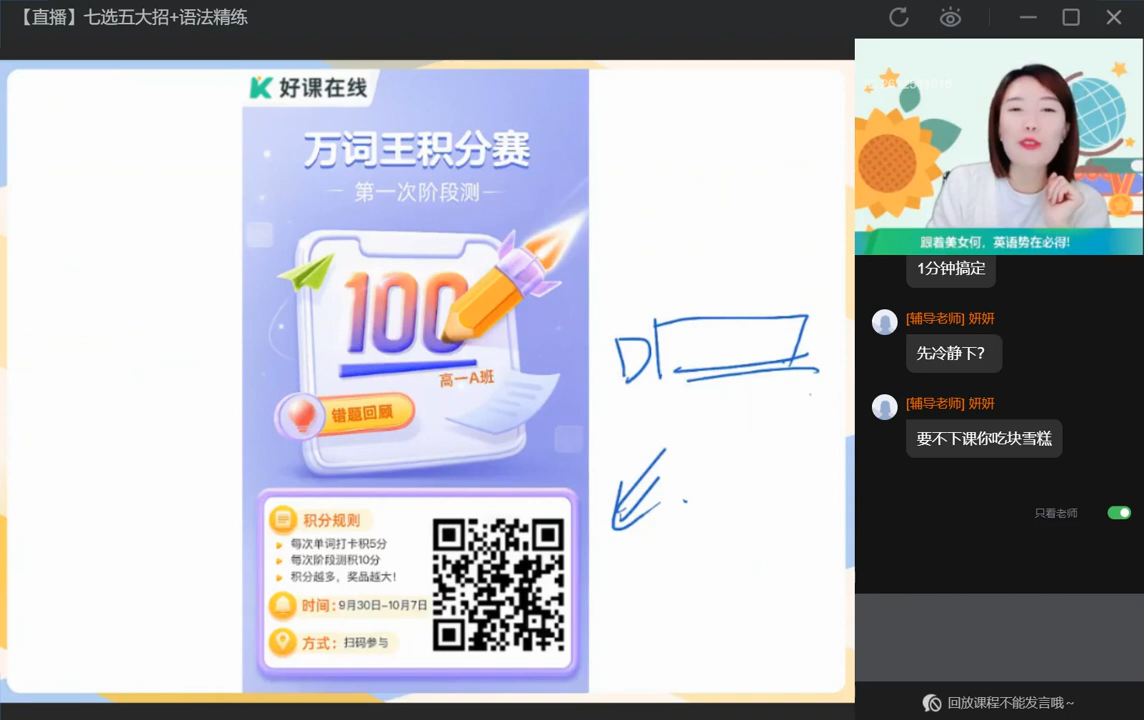 【直播】七选五大招+语法精练
好课在线
万词王积分赛
第一次阶段测
100
高一A班
错题回顾
积分规则
每次单词打卡积5分
每次阶段测积10分
积分越多，奖品越大！
时间：9月30日-10月7日
方式：扫码参与
D
跟着美女何，英语势在必得！
1分钟搞定
[辅导老师] 妍妍
先冷静下？
[辅导老师] 妍妍
要不下课你吃块雪糕
只看老师
回放课程不能发言哦~